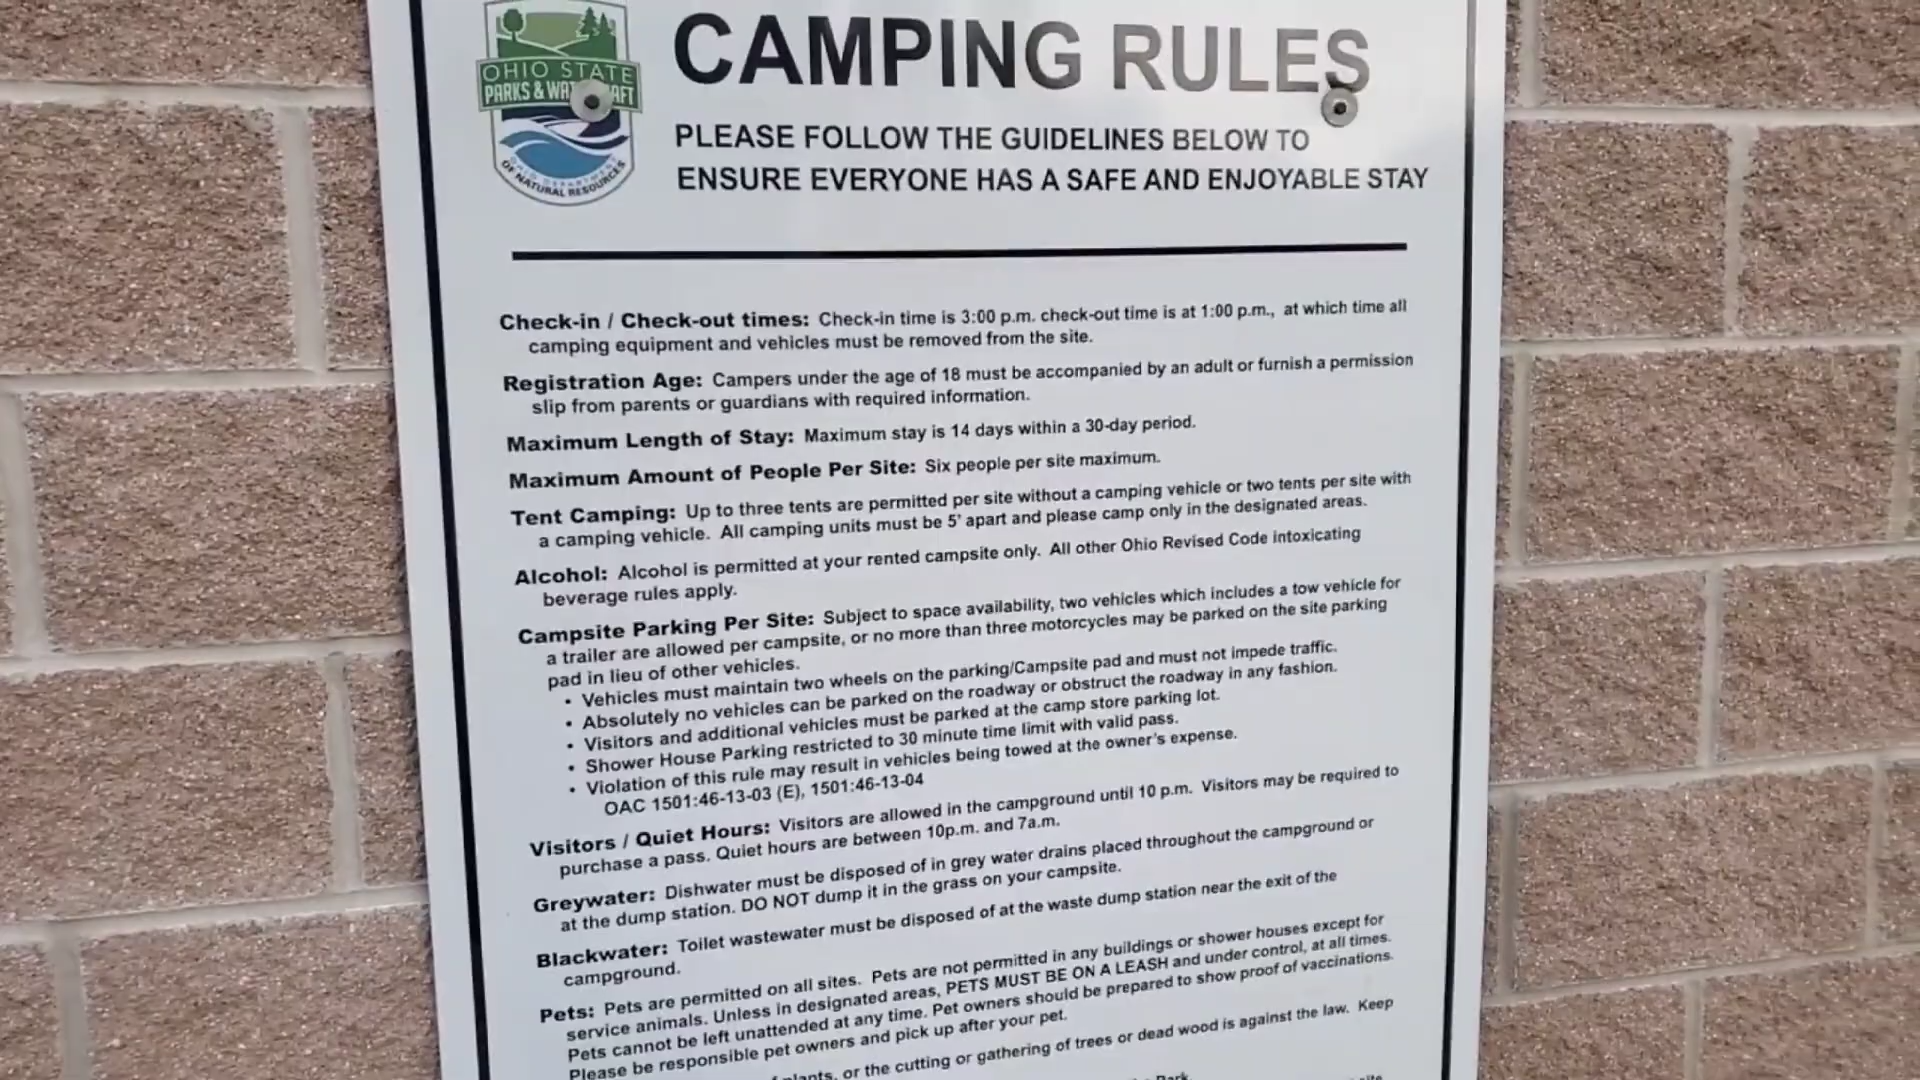 OHIO STATE
PARKS & WAT AFT
OHIO DEPARTMENT
OF NATURAL RESOURCES
CAMPING RULES
PLEASE FOLLOW THE GUIDELINES BELOW TO
ENSURE EVERYONE HAS A SAFE AND ENJOYABLE STAY
Check-in / Check-out times: Check-in time is 3:00 p.m. check-out time is at 1:00 p.m., at which time all
camping equipment and vehicles must be removed from the site.
Registration Age: Campers under the age of 18 must be accompanied by an adult or furnish a permission
slip from parents or guardians with required information.
Maximum Length of Stay: Maximum stay is 14 days within a 30-day period.
Maximum Amount of People Per Site: Six people per site maximum.
Tent Camping: Up to three tents are permitted per site without a camping vehicle or two tents per site with
a camping vehicle. All camping units must be 5' apart and please camp only in the designated areas.
Alcohol: Alcohol is permitted at your rented campsite only. All other Ohio Revised Code intoxicating
beverage rules apply.
Campsite Parking Per Site: Subject to space availability, two vehicles which includes a tow vehicle for
a trailer are allowed per campsite, or no more than three motorcycles may be parked on the site parking
pad in lieu of other vehicles.
• Vehicles must maintain two wheels on the parking/Campsite pad and must not impede traffic.
• Absolutely no vehicles can be parked on the roadway or obstruct the roadway in any fashion.
• Visitors and additional vehicles must be parked at the camp store parking lot.
• Shower House Parking restricted to 30 minute time limit with valid pass.
• Violation of this rule may result in vehicles being towed at the owner's expense.
OAC 1501:46-13-03 (E), 1501:46-13-04
Visitors / Quiet Hours: Visitors are allowed in the campground until 10 p.m. Visitors may be required to
purchase a pass. Quiet hours are between 10p.m. and 7a.m.
Greywater: Dishwater must be disposed of in grey water drains placed throughout the campground or
at the dump station. DO NOT dump it in the grass on your campsite.
Blackwater: Toilet wastewater must be disposed of at the waste dump station near the exit of the
campground.
Pets: Pets are permitted on all sites. Pets are not permitted in any buildings or shower houses except for
service animals. Unless in designated areas, PETS MUST BE ON A LEASH and under control, at all times.
Pets cannot be left unattended at any time. Pet owners should be prepared to show proof of vaccinations.
Please be responsible pet owners and pick up after your pet.
plants, or the cutting or gathering of trees or dead wood is against the law. Keep
Park.